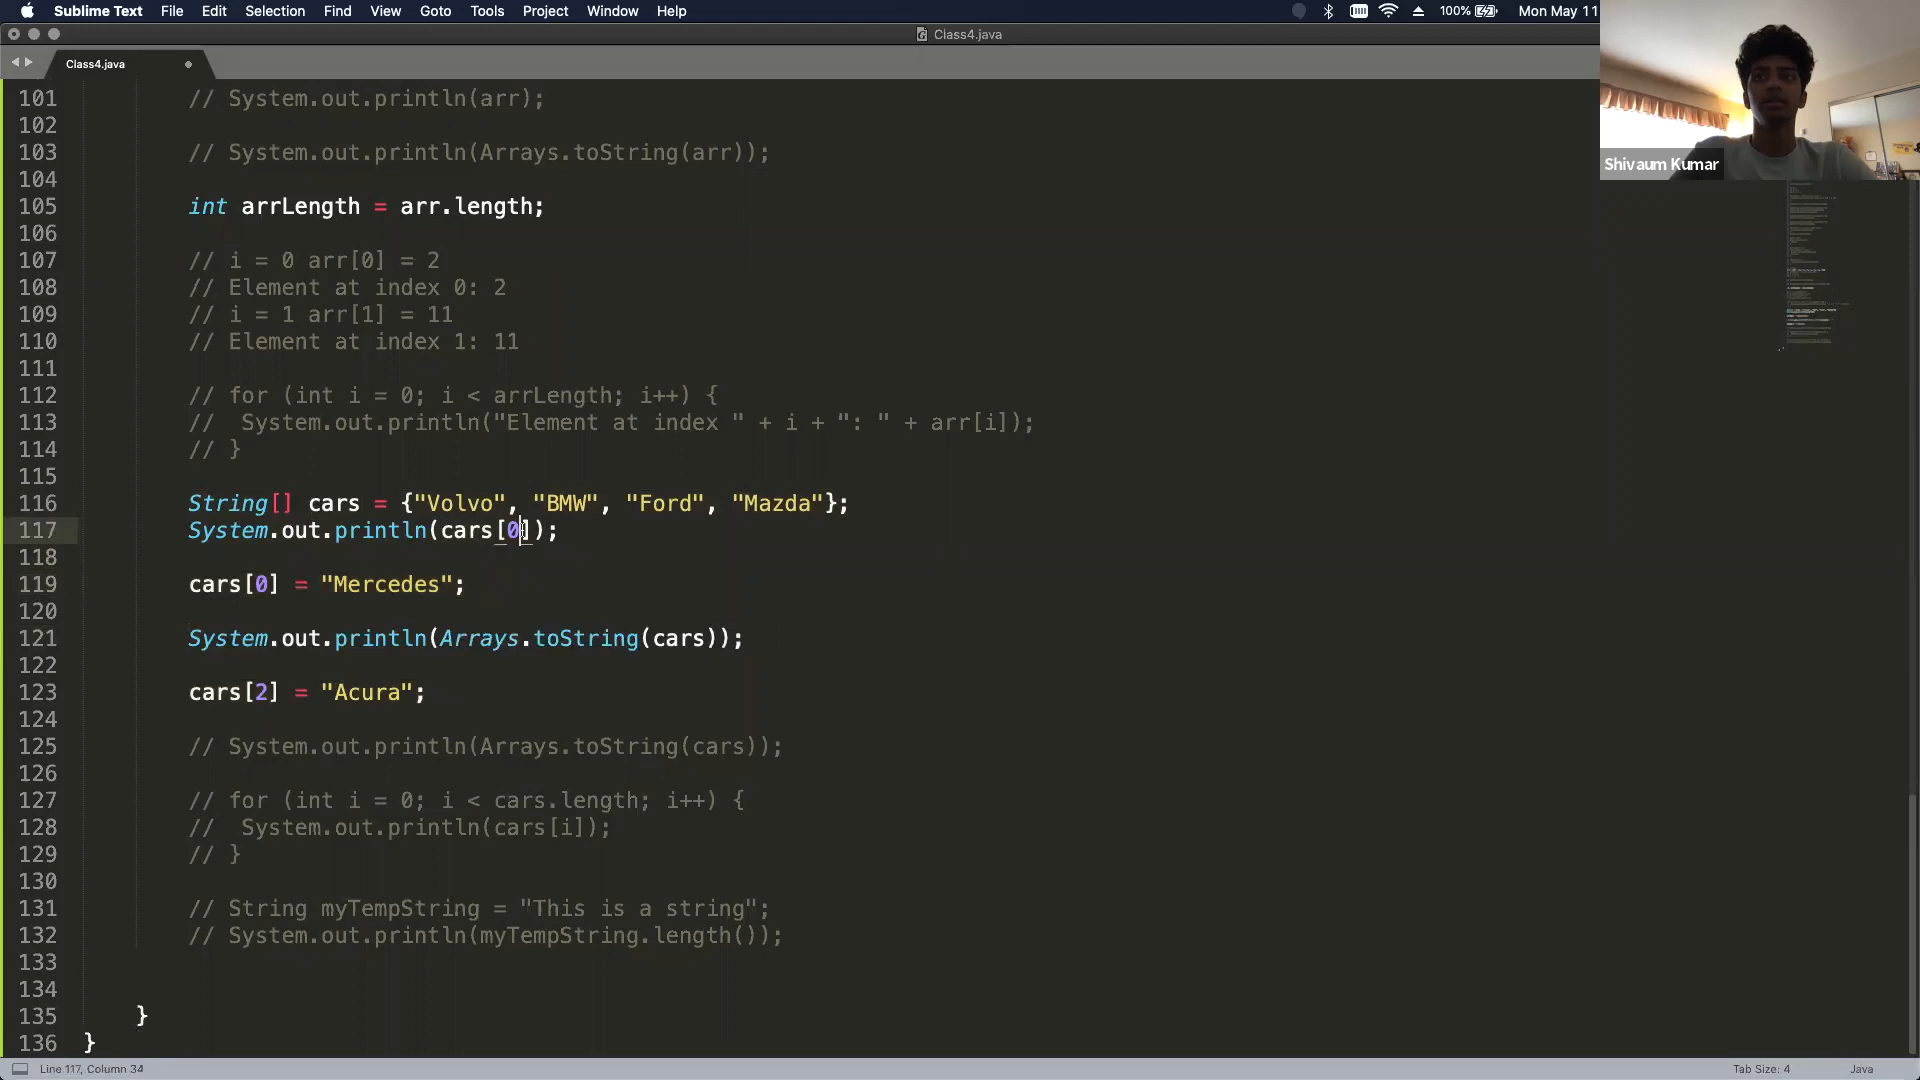 Sublime Text File Edit Selection Find View Goto Tools Project Window Help 100% Mon May 11
Class4.java
Class4.java
Shivaum Kumar
101 // System.out.println(arr);
102
103 // System.out.println(Arrays.toString(arr));
104
105 int arrLength = arr.length;
106
107 // i = 0 arr[0] = 2
108 // Element at index 0: 2
109 // i = 1 arr[1] = 11
110 // Element at index 1: 11
111
112 // for (int i = 0; i < arrLength; i++) {
113 //  System.out.println("Element at index " + i + ": " + arr[i]);
114 // }
115
116 String[] cars = {"Volvo", "BMW", "Ford", "Mazda"};
117 System.out.println(cars[0]);
118
119 cars[0] = "Mercedes";
120
121 System.out.println(Arrays.toString(cars));
122
123 cars[2] = "Acura";
124
125 // System.out.println(Arrays.toString(cars));
126
127 // for (int i = 0; i < cars.length; i++) {
128 //  System.out.println(cars[i]);
129 // }
130
131 // String myTempString = "This is a string";
132 // System.out.println(myTempString.length());
133
134
135 }
136 }
Line 117, Column 34 Tab Size: 4 Java